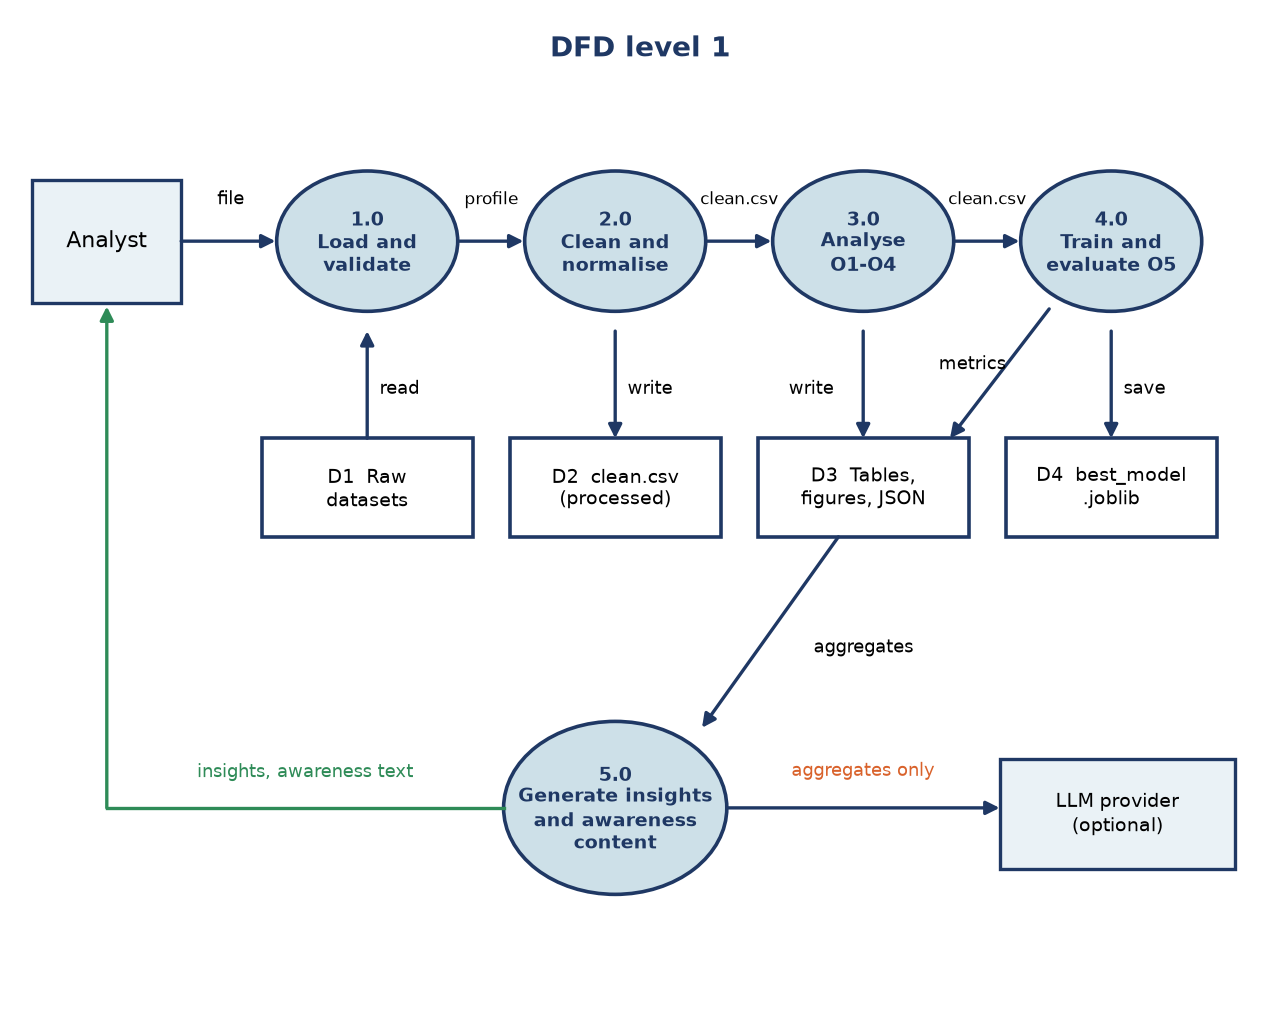 DFD level 1
Analyst
file
1.0
Load and
validate
profile
2.0
Clean and
normalise
clean.csv
3.0
Analyse
O1-O4
clean.csv
4.0
Train and
evaluate O5
read
write
write
metrics
save
D1  Raw
datasets
D2  clean.csv
(processed)
D3  Tables,
figures, JSON
D4  best_model
.joblib
aggregates
insights, awareness text
5.0
Generate insights
and awareness
content
aggregates only
LLM provider
(optional)